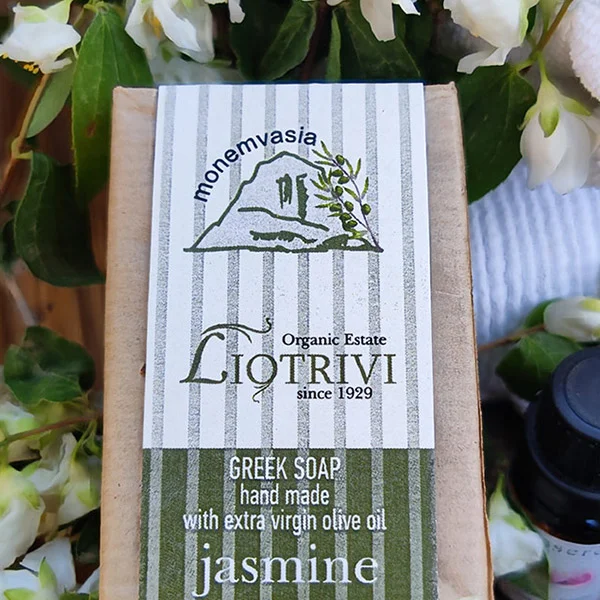 monemvasia
Organic Estate
LIOTRIVI
since 1929
GREEK SOAP
hand made
with extra virgin olive oil
jasmine